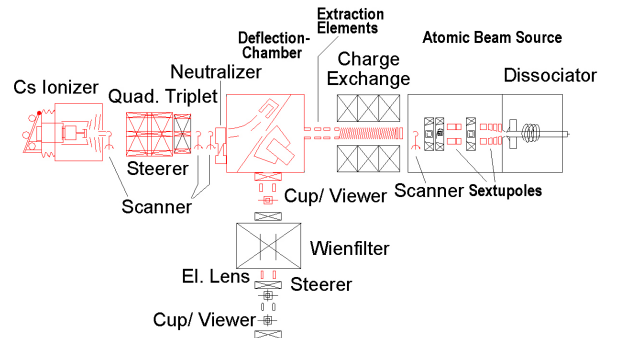 Extraction
Elements
Deflection-
Chamber
Charge
Exchange
Atomic Beam Source
Neutralizer
Dissociator
Cs Ionizer
Quad. Triplet
Steerer
Scanner
Cup/ Viewer
Scanner
Sextupoles
Wienfilter
El. Lens
Steerer
Cup/ Viewer